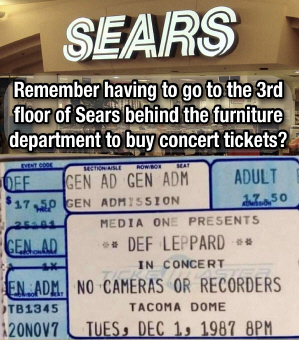 SEARS
Remember having to go to the 3rd
floor of Sears behind the furniture
department to buy concert tickets?
EVENT CODE SECTION/AISLE ROW/BOX SEAT
DEF GEN AD GEN ADM ADULT
$17.50 GEN ADMISSION 17.50
ADMISSION
MEDIA ONE PRESENTS
GEN AD ** DEF LEPPARD **
1X IN CONCERT
EN ADM NO CAMERAS OR RECORDERS
TB1345 TACOMA DOME
20NOV7 TUES, DEC 1, 1987 8PM